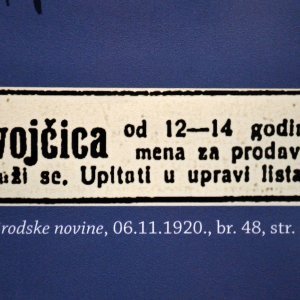 vojčica od 12—14 godin
mena za prodav
aži se. Upitati u upravi lista
rodske novine, 06.11.1920., br. 48, str.